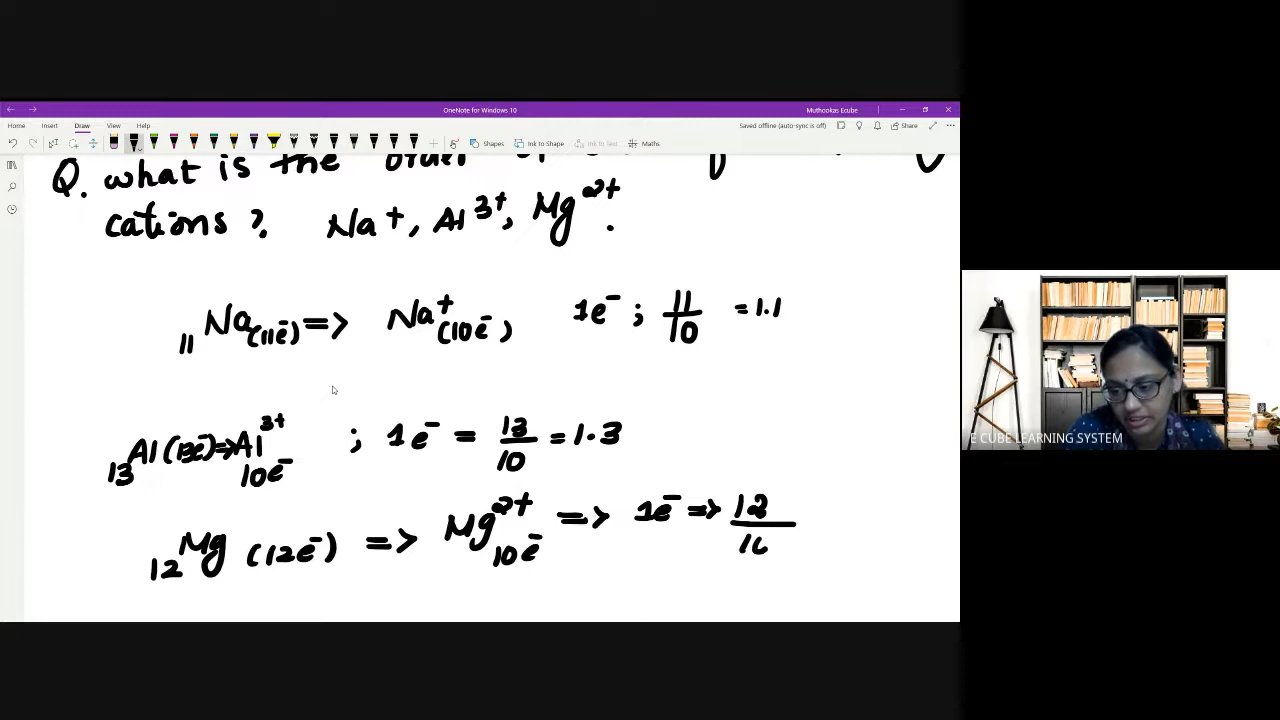 OneNote for Windows 10
Muthookas Ecube
Home Insert Draw View Help
Saved offline (auto-sync is off) Share
Shapes Ink to Shape Ink to Text Maths
Q. what is the order
cations? Na+, Al3+, Mg2+.
11Na(11e-) => Na+(10e-), 1e-; 11/10 = 1.1
13Al(13e-)=>Al3+ 10e- ; 1e- = 13/10 = 1.3
12Mg (12e-) => Mg2+ 10e- => 1e- => 12/10
E CUBE LEARNING SYSTEM